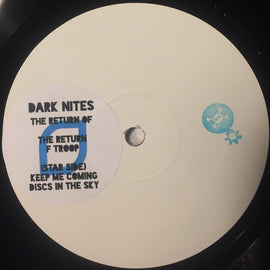 DARK NITES
THE RETURN OF
THE RETURN
F TROOP
(STAR SIDE)
KEEP ME COMING
DISCS IN THE SKY